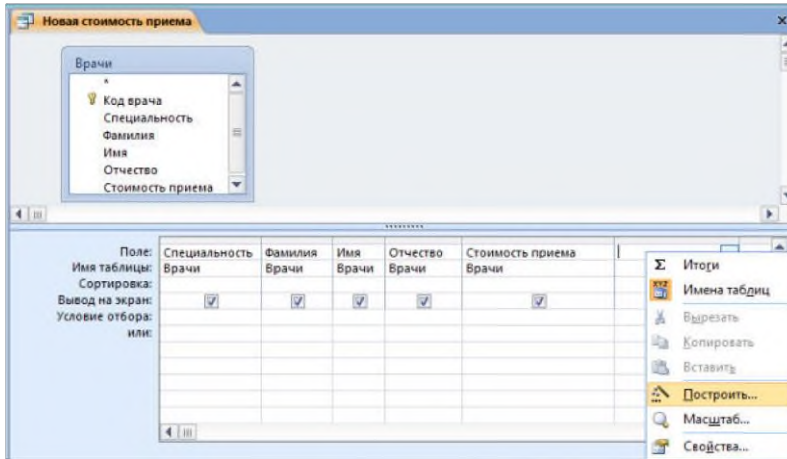 Новая стоимость приема
Врачи
*
Код врача
Специальность
Фамилия
Имя
Отчество
Стоимость приема
Поле: Специальность Фамилия Имя Отчество Стоимость приема
Имя таблицы: Врачи Врачи Врачи Врачи Врачи
Сортировка:
Вывод на экран:
Условие отбора:
или:
Σ Итоги
XYZ Имена таблиц
Вырезать
Копировать
Вставить
Построить...
Масштаб...
Свойства...